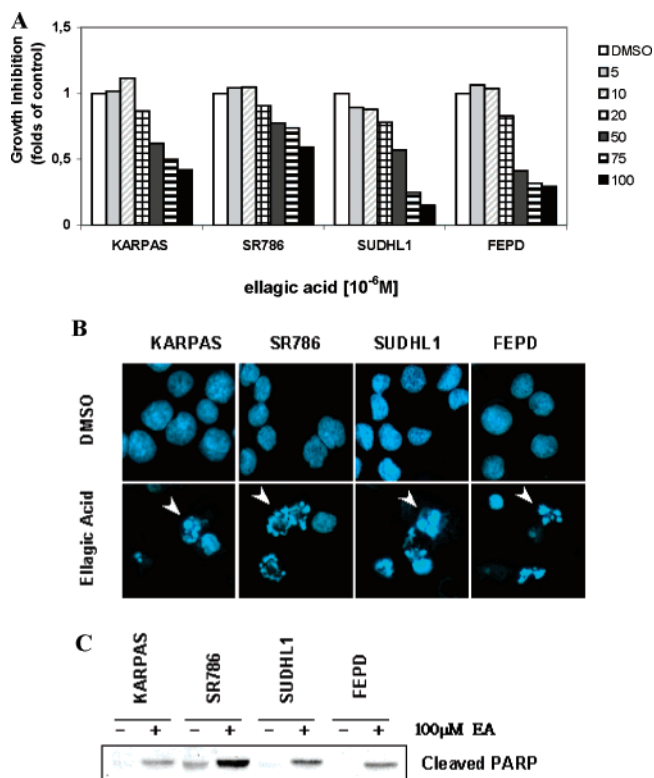 A
1,5
1
0,5
0
Growth Inhibition
(folds of control)
KARPAS SR786 SUDHL1 FEPD
ellagic acid [10⁻⁶M]
DMSO
5
10
20
50
75
100
B
KARPAS SR786 SUDHL1 FEPD
DMSO
Ellagic Acid
C
KARPAS
SR786
SUDHL1
FEPD
– + – + – + – + 100µM EA
Cleaved PARP